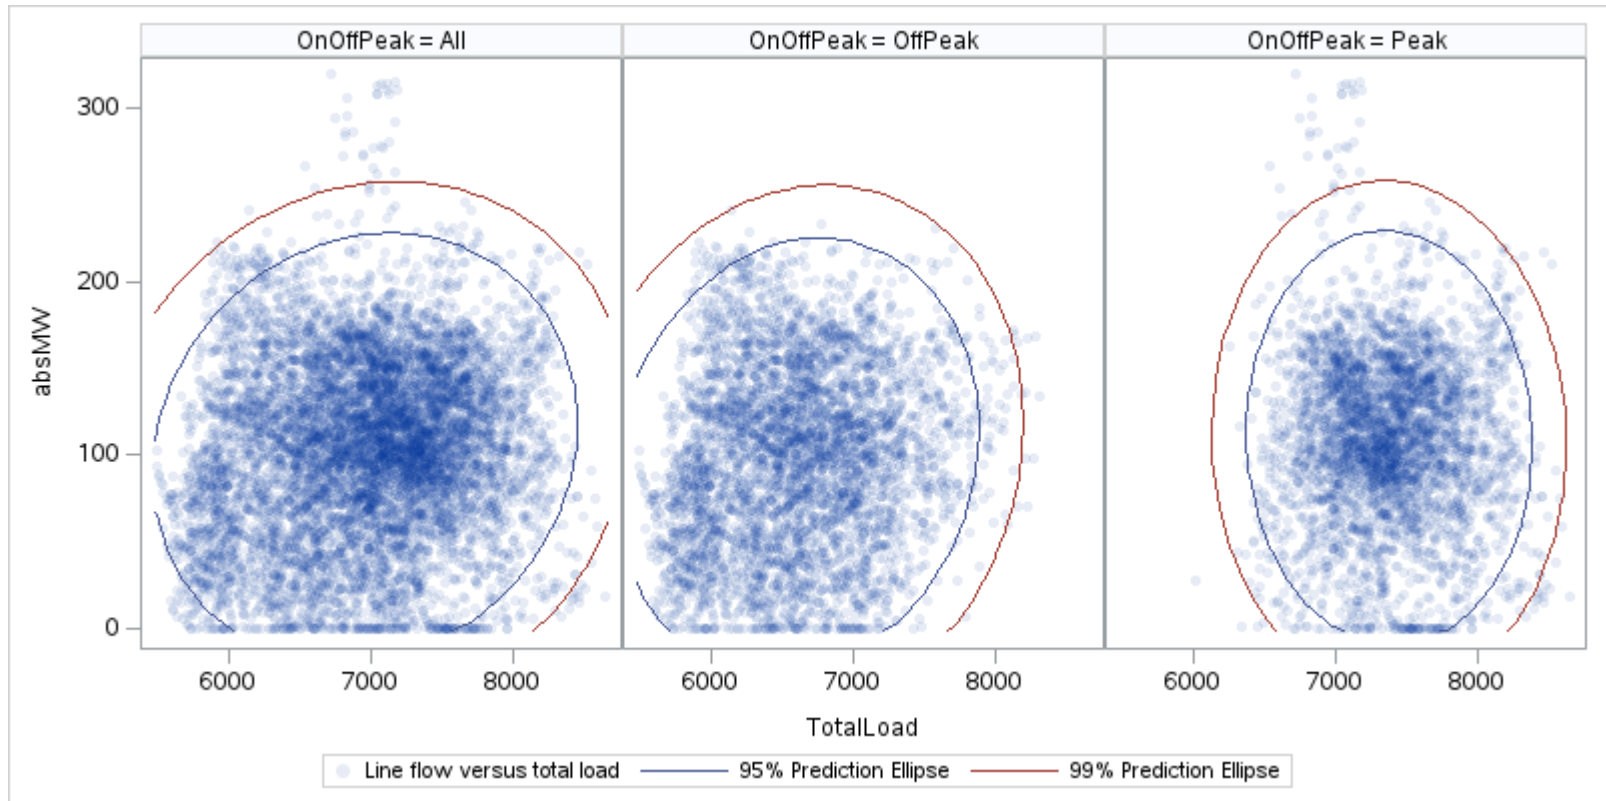 OnOffPeak = All
OnOffPeak = OffPeak
OnOffPeak = Peak
absMW
300
200
100
0
6000 7000 8000
6000 7000 8000
6000 7000 8000
TotalLoad
Line flow versus total load
95% Prediction Ellipse
99% Prediction Ellipse